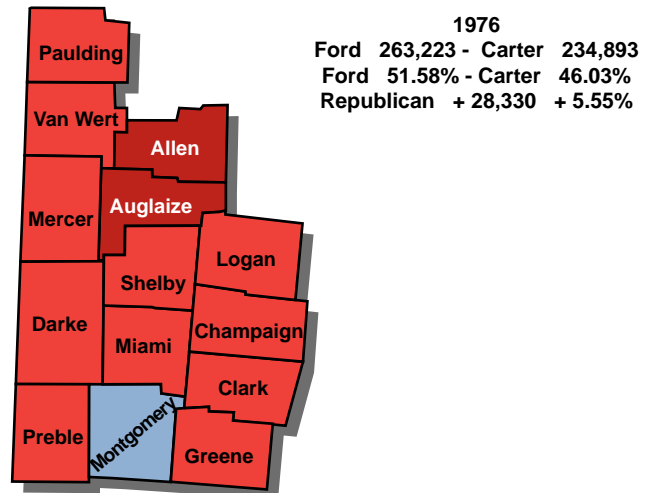 1976
Ford 263,223 - Carter 234,893
Ford 51.58% - Carter 46.03%
Republican + 28,330 + 5.55%
Paulding
Van Wert
Allen
Mercer
Auglaize
Logan
Shelby
Darke
Champaign
Miami
Clark
Montgomery
Preble
Greene